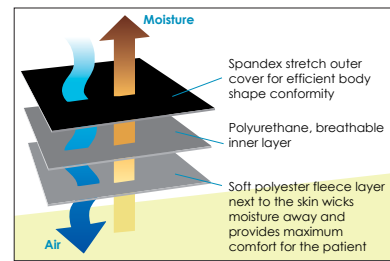 Moisture
Spandex stretch outer
cover for efficient body
shape conformity
Polyurethane, breathable
inner layer
Soft polyester fleece layer
next to the skin wicks
moisture away and
provides maximum
comfort for the patient
Air